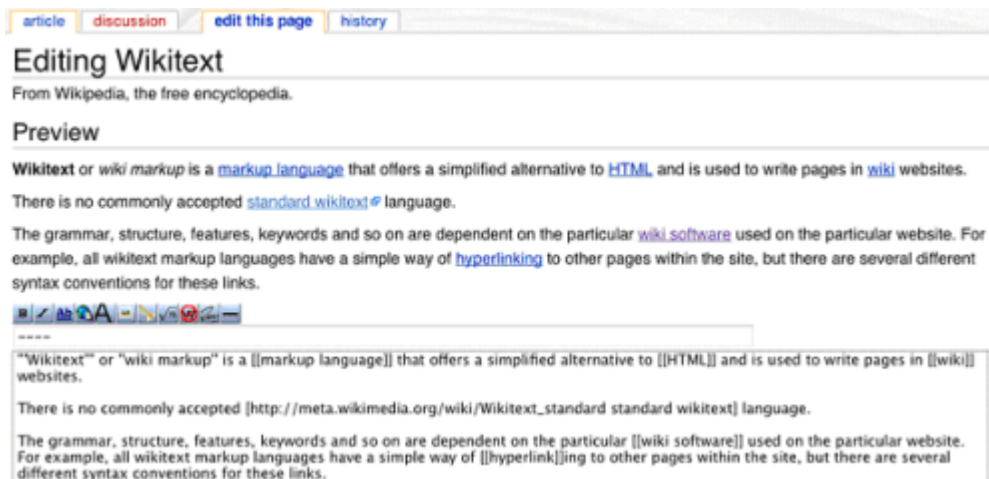 article discussion edit this page history
Editing Wikitext
From Wikipedia, the free encyclopedia.
Preview
Wikitext or wiki markup is a markup language that offers a simplified alternative to HTML and is used to write pages in wiki websites.
There is no commonly accepted standard wikitext language.
The grammar, structure, features, keywords and so on are dependent on the particular wiki software used on the particular website. For
example, all wikitext markup languages have a simple way of hyperlinking to other pages within the site, but there are several different
syntax conventions for these links.
B I Ab A
----
'''Wikitext''' or ''wiki markup'' is a [[markup language]] that offers a simplified alternative to [[HTML]] and is used to write pages in [[wiki]]
websites.
There is no commonly accepted [http://meta.wikimedia.org/wiki/Wikitext_standard standard wikitext] language.
The grammar, structure, features, keywords and so on are dependent on the particular [[wiki software]] used on the particular website.
For example, all wikitext markup languages have a simple way of [[hyperlink]]ing to other pages within the site, but there are several
different syntax conventions for these links.